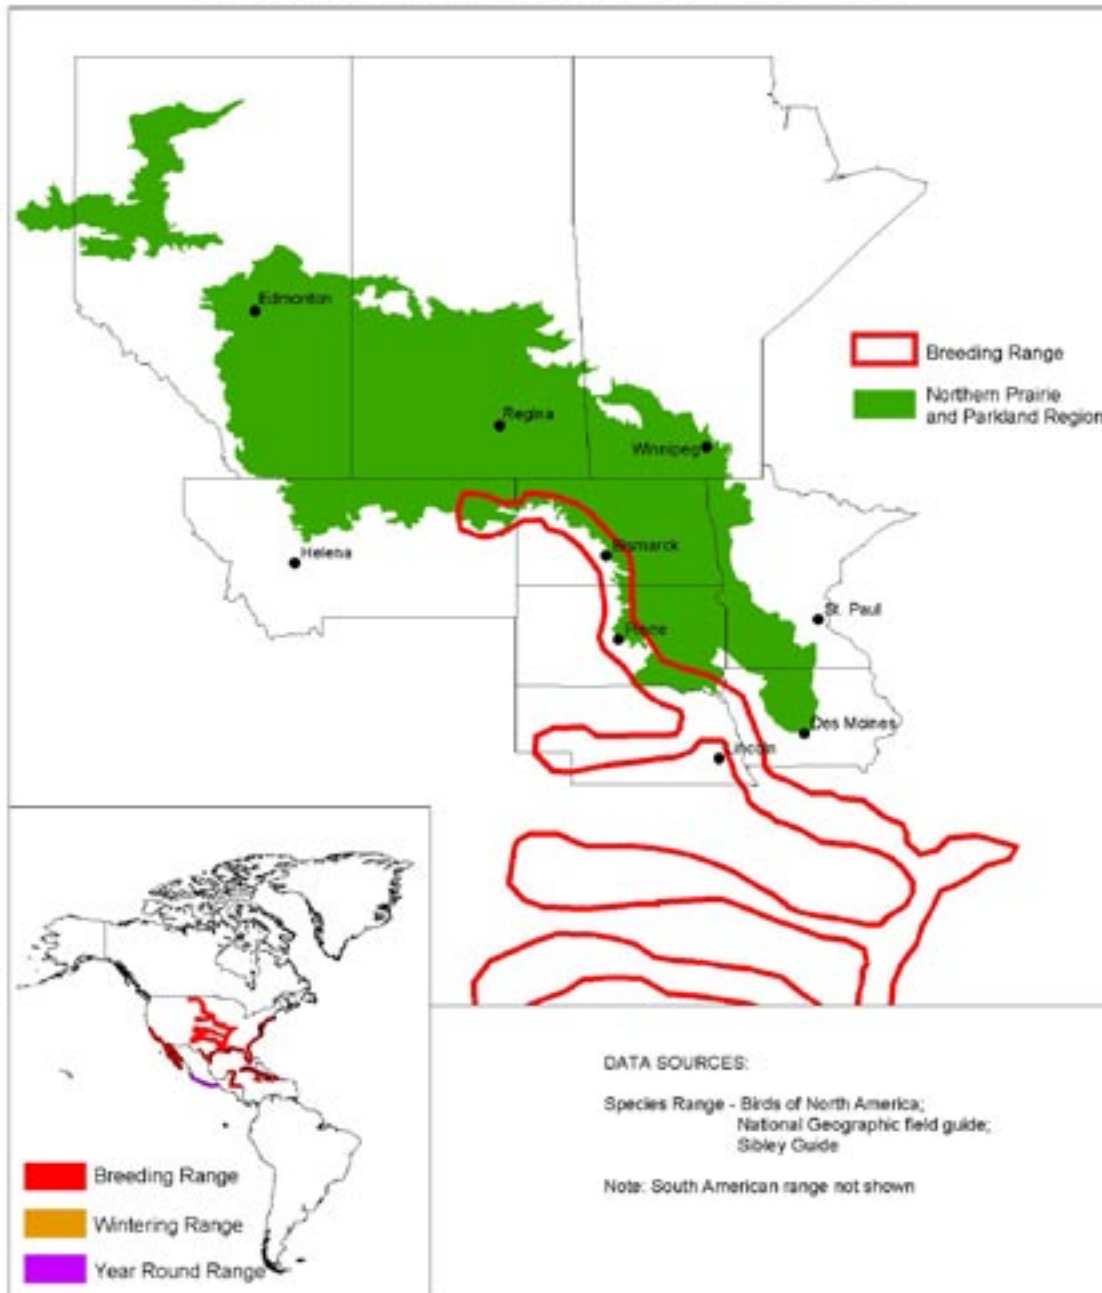 Edmonton
Breeding Range
Northern Prairie
and Parkland Region
Regina
Winnipeg
Helena
Bismarck
St. Paul
Pierre
Des Moines
Lincoln
DATA SOURCES:
Species Range - Birds of North America;
National Geographic field guide;
Sibley Guide
Note: South American range not shown
Breeding Range
Wintering Range
Year Round Range